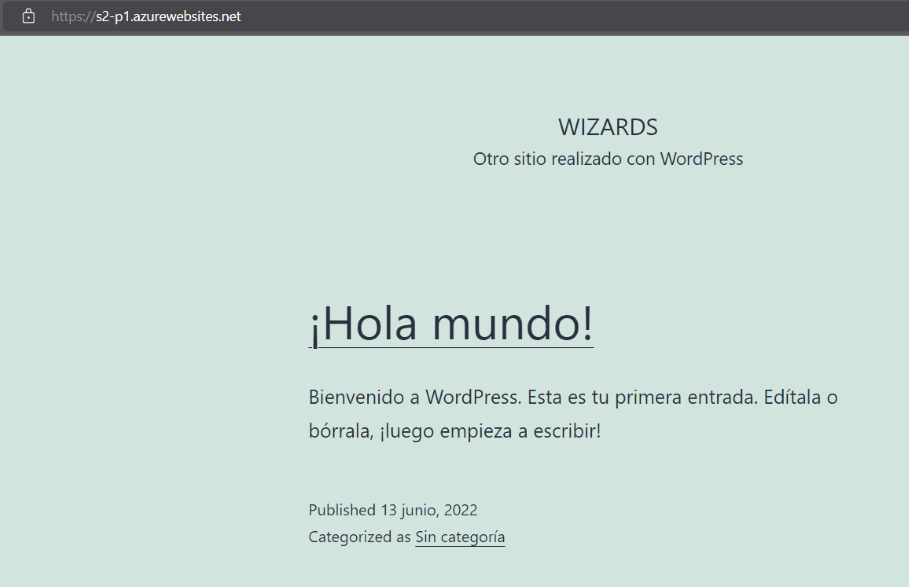 https://s2-p1.azurewebsites.net
WIZARDS
Otro sitio realizado con WordPress
¡Hola mundo!
Bienvenido a WordPress. Esta es tu primera entrada. Edítala o
bórrala, ¡luego empieza a escribir!
Published 13 junio, 2022
Categorized as Sin categoría